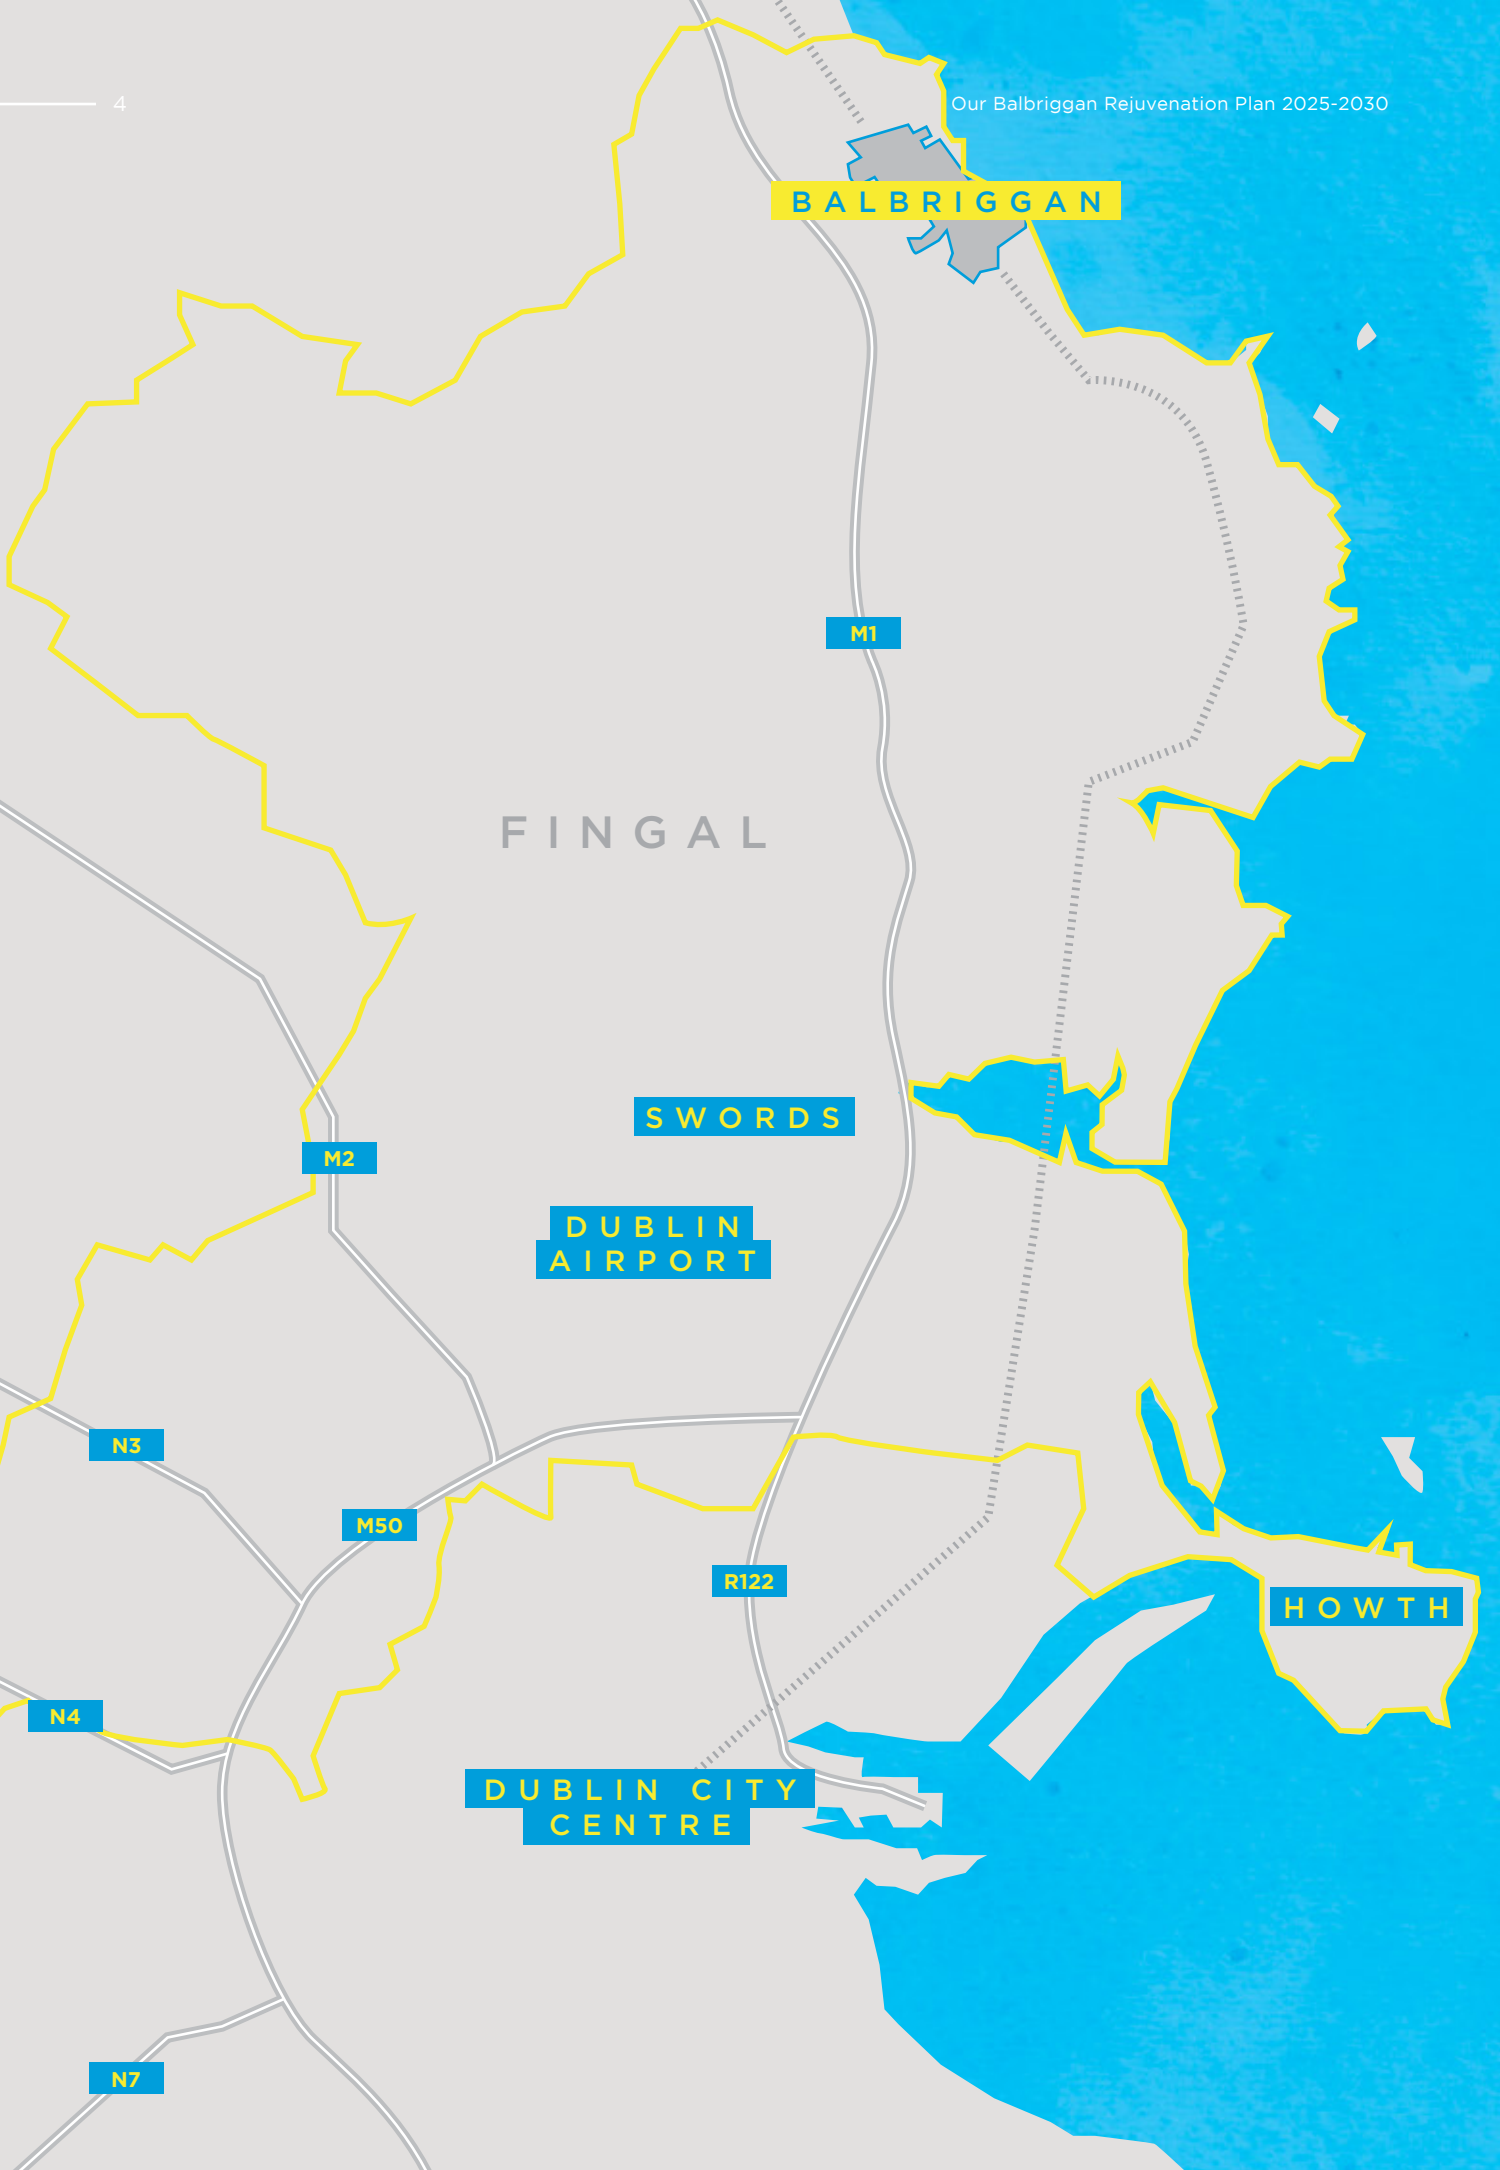 4
Our Balbriggan Rejuvenation Plan 2025-2030
BALBRIGGAN
M1
FINGAL
SWORDS
M2
DUBLIN
AIRPORT
N3
M50
R122
HOWTH
N4
DUBLIN CITY
CENTRE
N7